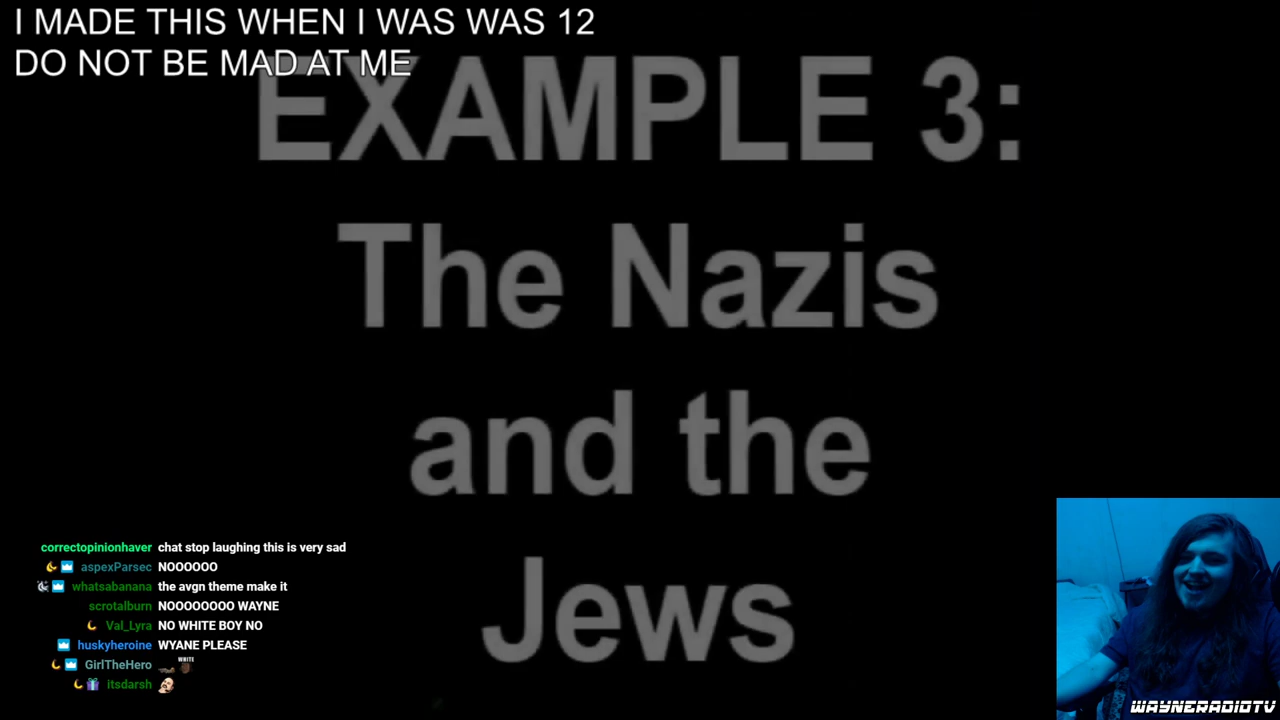 I MADE THIS WHEN I WAS WAS 12
DO NOT BE MAD AT ME
EXAMPLE 3:
The Nazis
and the
Jews
correctopinionhaver chat stop laughing this is very sad
aspexParsec NOOOOOO
whatsabanana the avgn theme make it
scrotalburn NOOOOOOOO WAYNE
Val_Lyra NO WHITE BOY NO
huskyheroine WYANE PLEASE
GirlTheHero WHITE
itsdarsh
WAYNERADIOTV